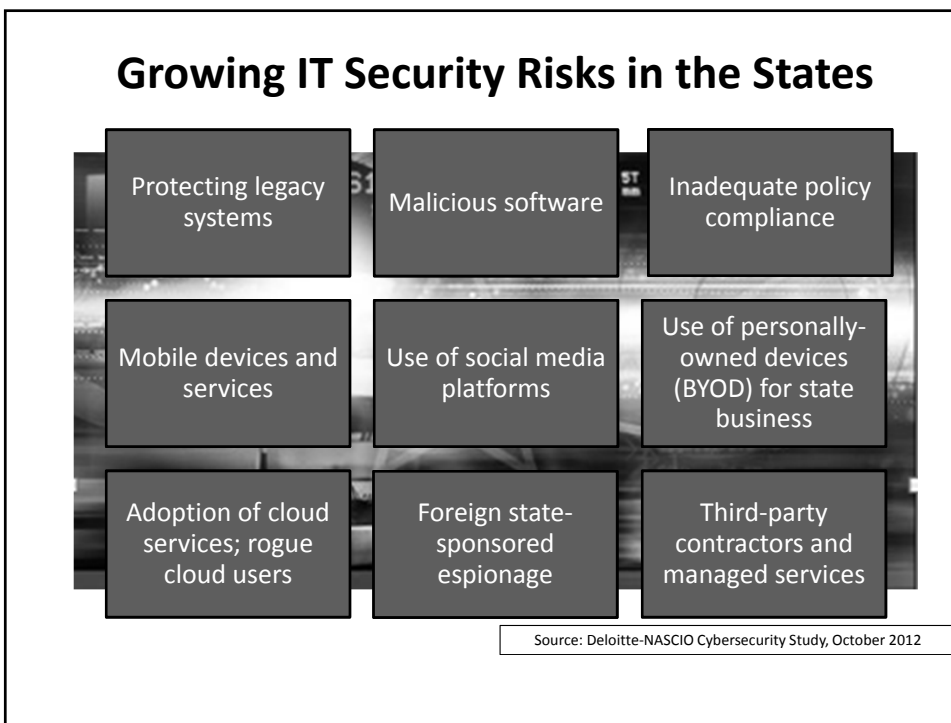 Growing IT Security Risks in the States
Protecting legacy
systems
Malicious software
Inadequate policy
compliance
Mobile devices and
services
Use of social media
platforms
Use of personally-
owned devices
(BYOD) for state
business
Adoption of cloud
services; rogue
cloud users
Foreign state-
sponsored
espionage
Third-party
contractors and
managed services
Source: Deloitte-NASCIO Cybersecurity Study, October 2012